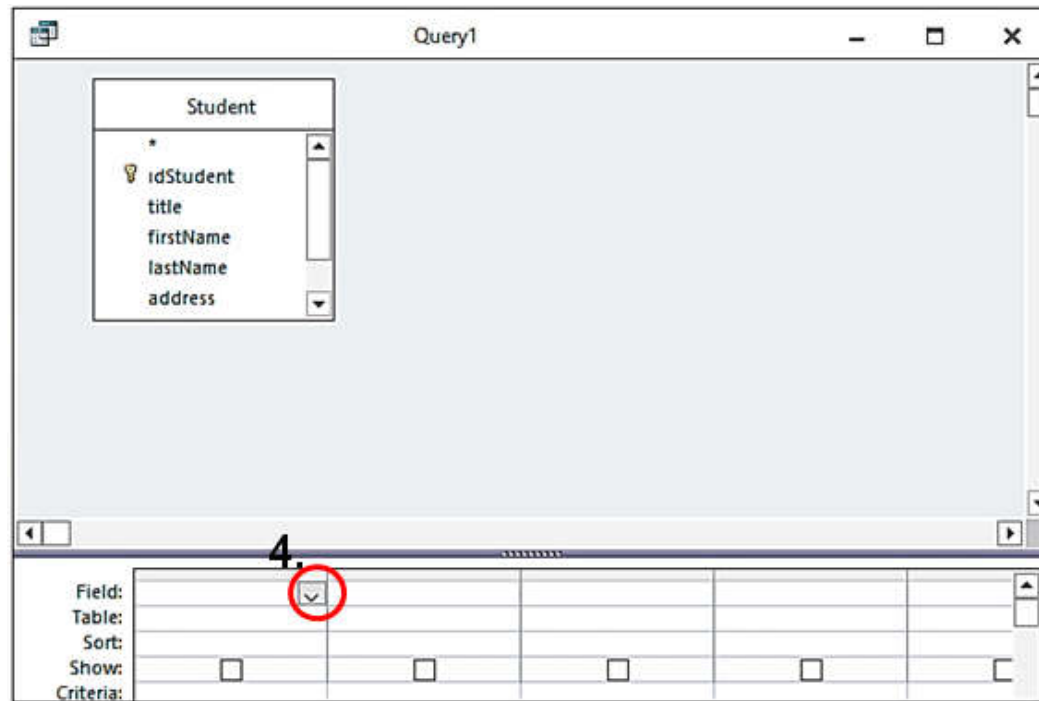 Query1
Student
*
idStudent
title
firstName
lastName
address
4.
Field:
Table:
Sort:
Show:
Criteria: